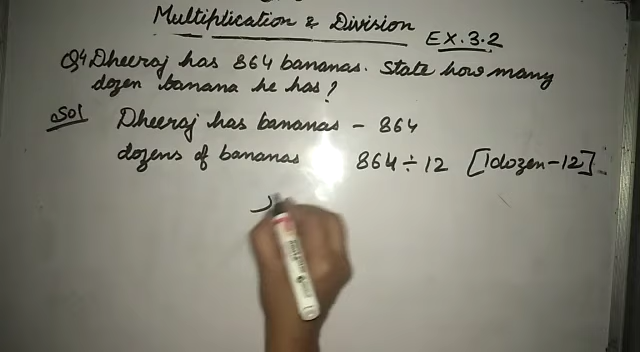 Multiplication & Division
EX.3.2
Q4 Dheeraj has 864 bananas. State how many
dozen banana he has?
Sol Dheeraj has bananas - 864
dozens of bananas 864 ÷ 12 [1dozen-12]